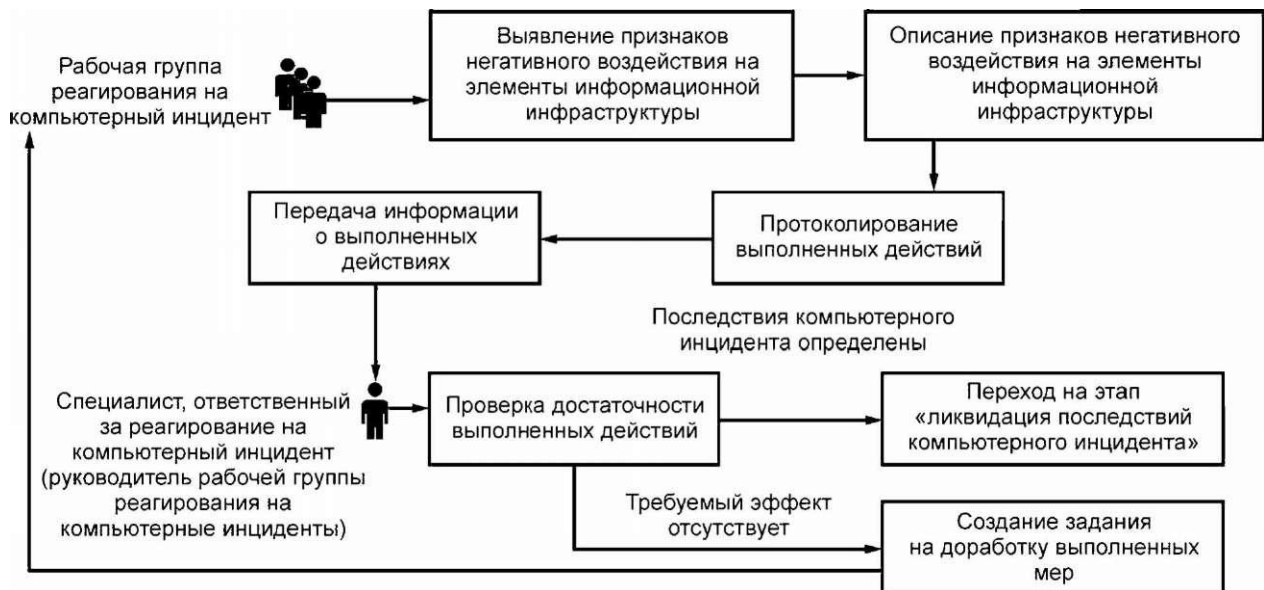 Рабочая группа
реагирования на
компьютерный инцидент
Выявление признаков
негативного воздействия на
элементы информационной
инфраструктуры
Описание признаков негативного
воздействия на элементы
информационной
инфраструктуры
Протоколирование
выполненных действий
Передача информации
о выполненных
действиях
Последствия компьютерного
инцидента определены
Специалист, ответственный
за реагирование на
компьютерный инцидент
(руководитель рабочей группы
реагирования на
компьютерные инциденты)
Проверка достаточности
выполненных действий
Переход на этап
«ликвидация последствий
компьютерного инцидента»
Требуемый эффект
отсутствует
Создание задания
на доработку выполненных
мер